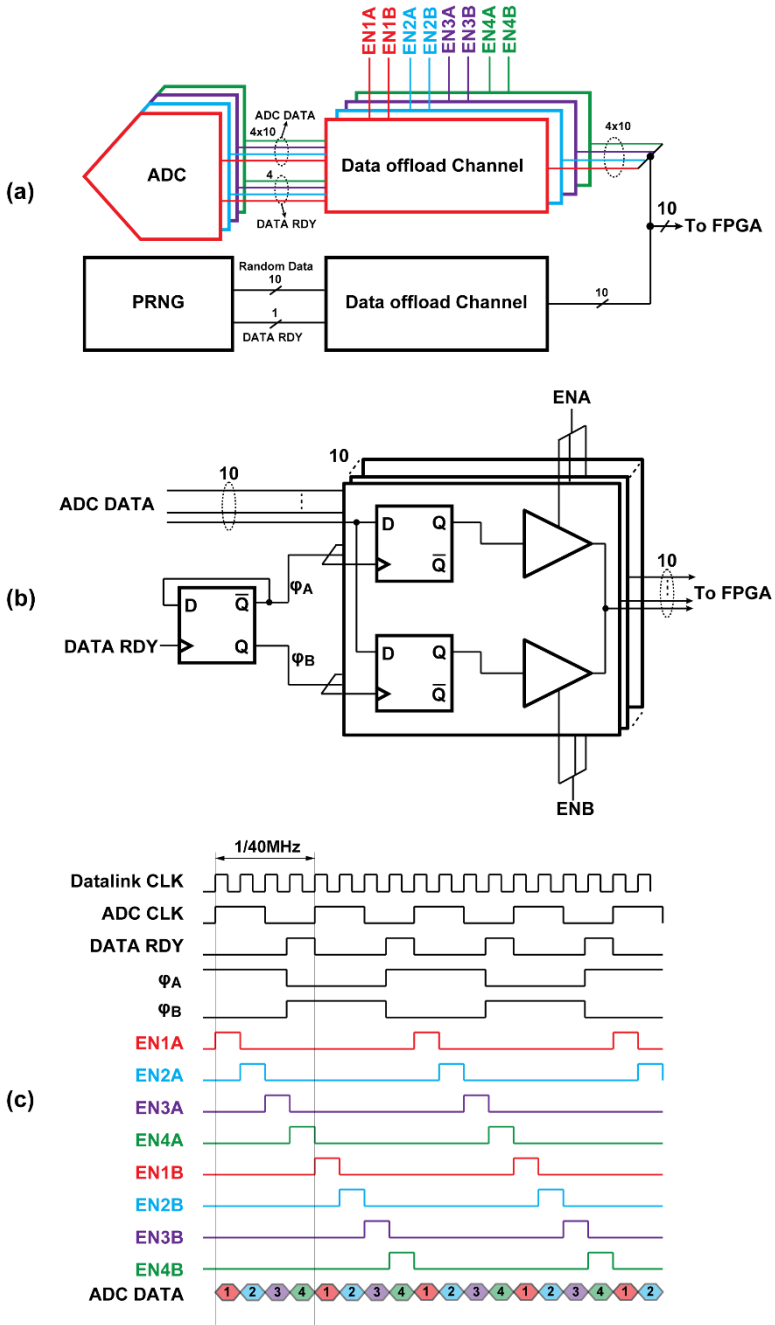 EN1A
EN1B
EN2A
EN2B
EN3A
EN3B
EN4A
EN4B
(a)
ADC
4x10
ADC DATA
4
DATA RDY
Data offload Channel
4x10
10
To FPGA
PRNG
Random Data
10
1
DATA RDY
Data offload Channel
10
(b)
ENA
10
10
ADC DATA
D Q
Q
φA
D Q
Q
DATA RDY
φB
D Q
Q
10
To FPGA
ENB
(c)
1/40MHz
Datalink CLK
ADC CLK
DATA RDY
φA
φB
EN1A
EN2A
EN3A
EN4A
EN1B
EN2B
EN3B
EN4B
ADC DATA 1 2 3 4 1 2 3 4 1 2 3 4 1 2 3 4 1 2